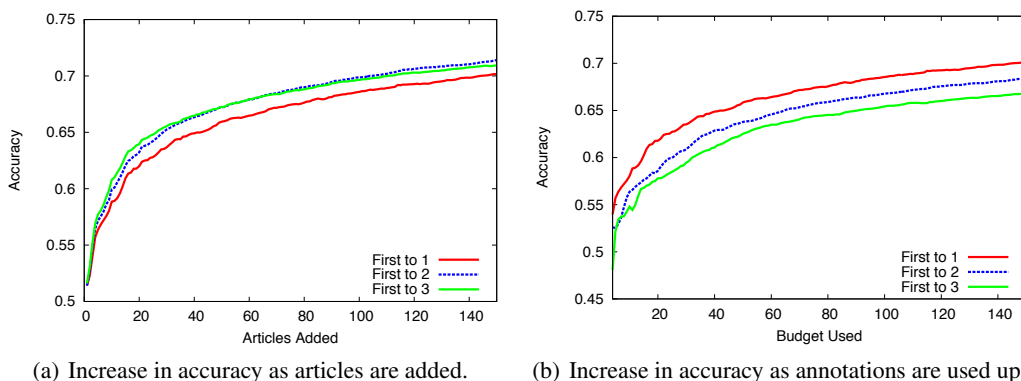 0.75
0.7
0.65
0.6
0.55
0.5
Accuracy
0 20 40 60 80 100 120 140
Articles Added
First to 1
First to 2
First to 3
(a) Increase in accuracy as articles are added.
0.75
0.7
0.65
0.6
0.55
0.5
0.45
Accuracy
20 40 60 80 100 120 140
Budget Used
First to 1
First to 2
First to 3
(b) Increase in accuracy as annotations are used up